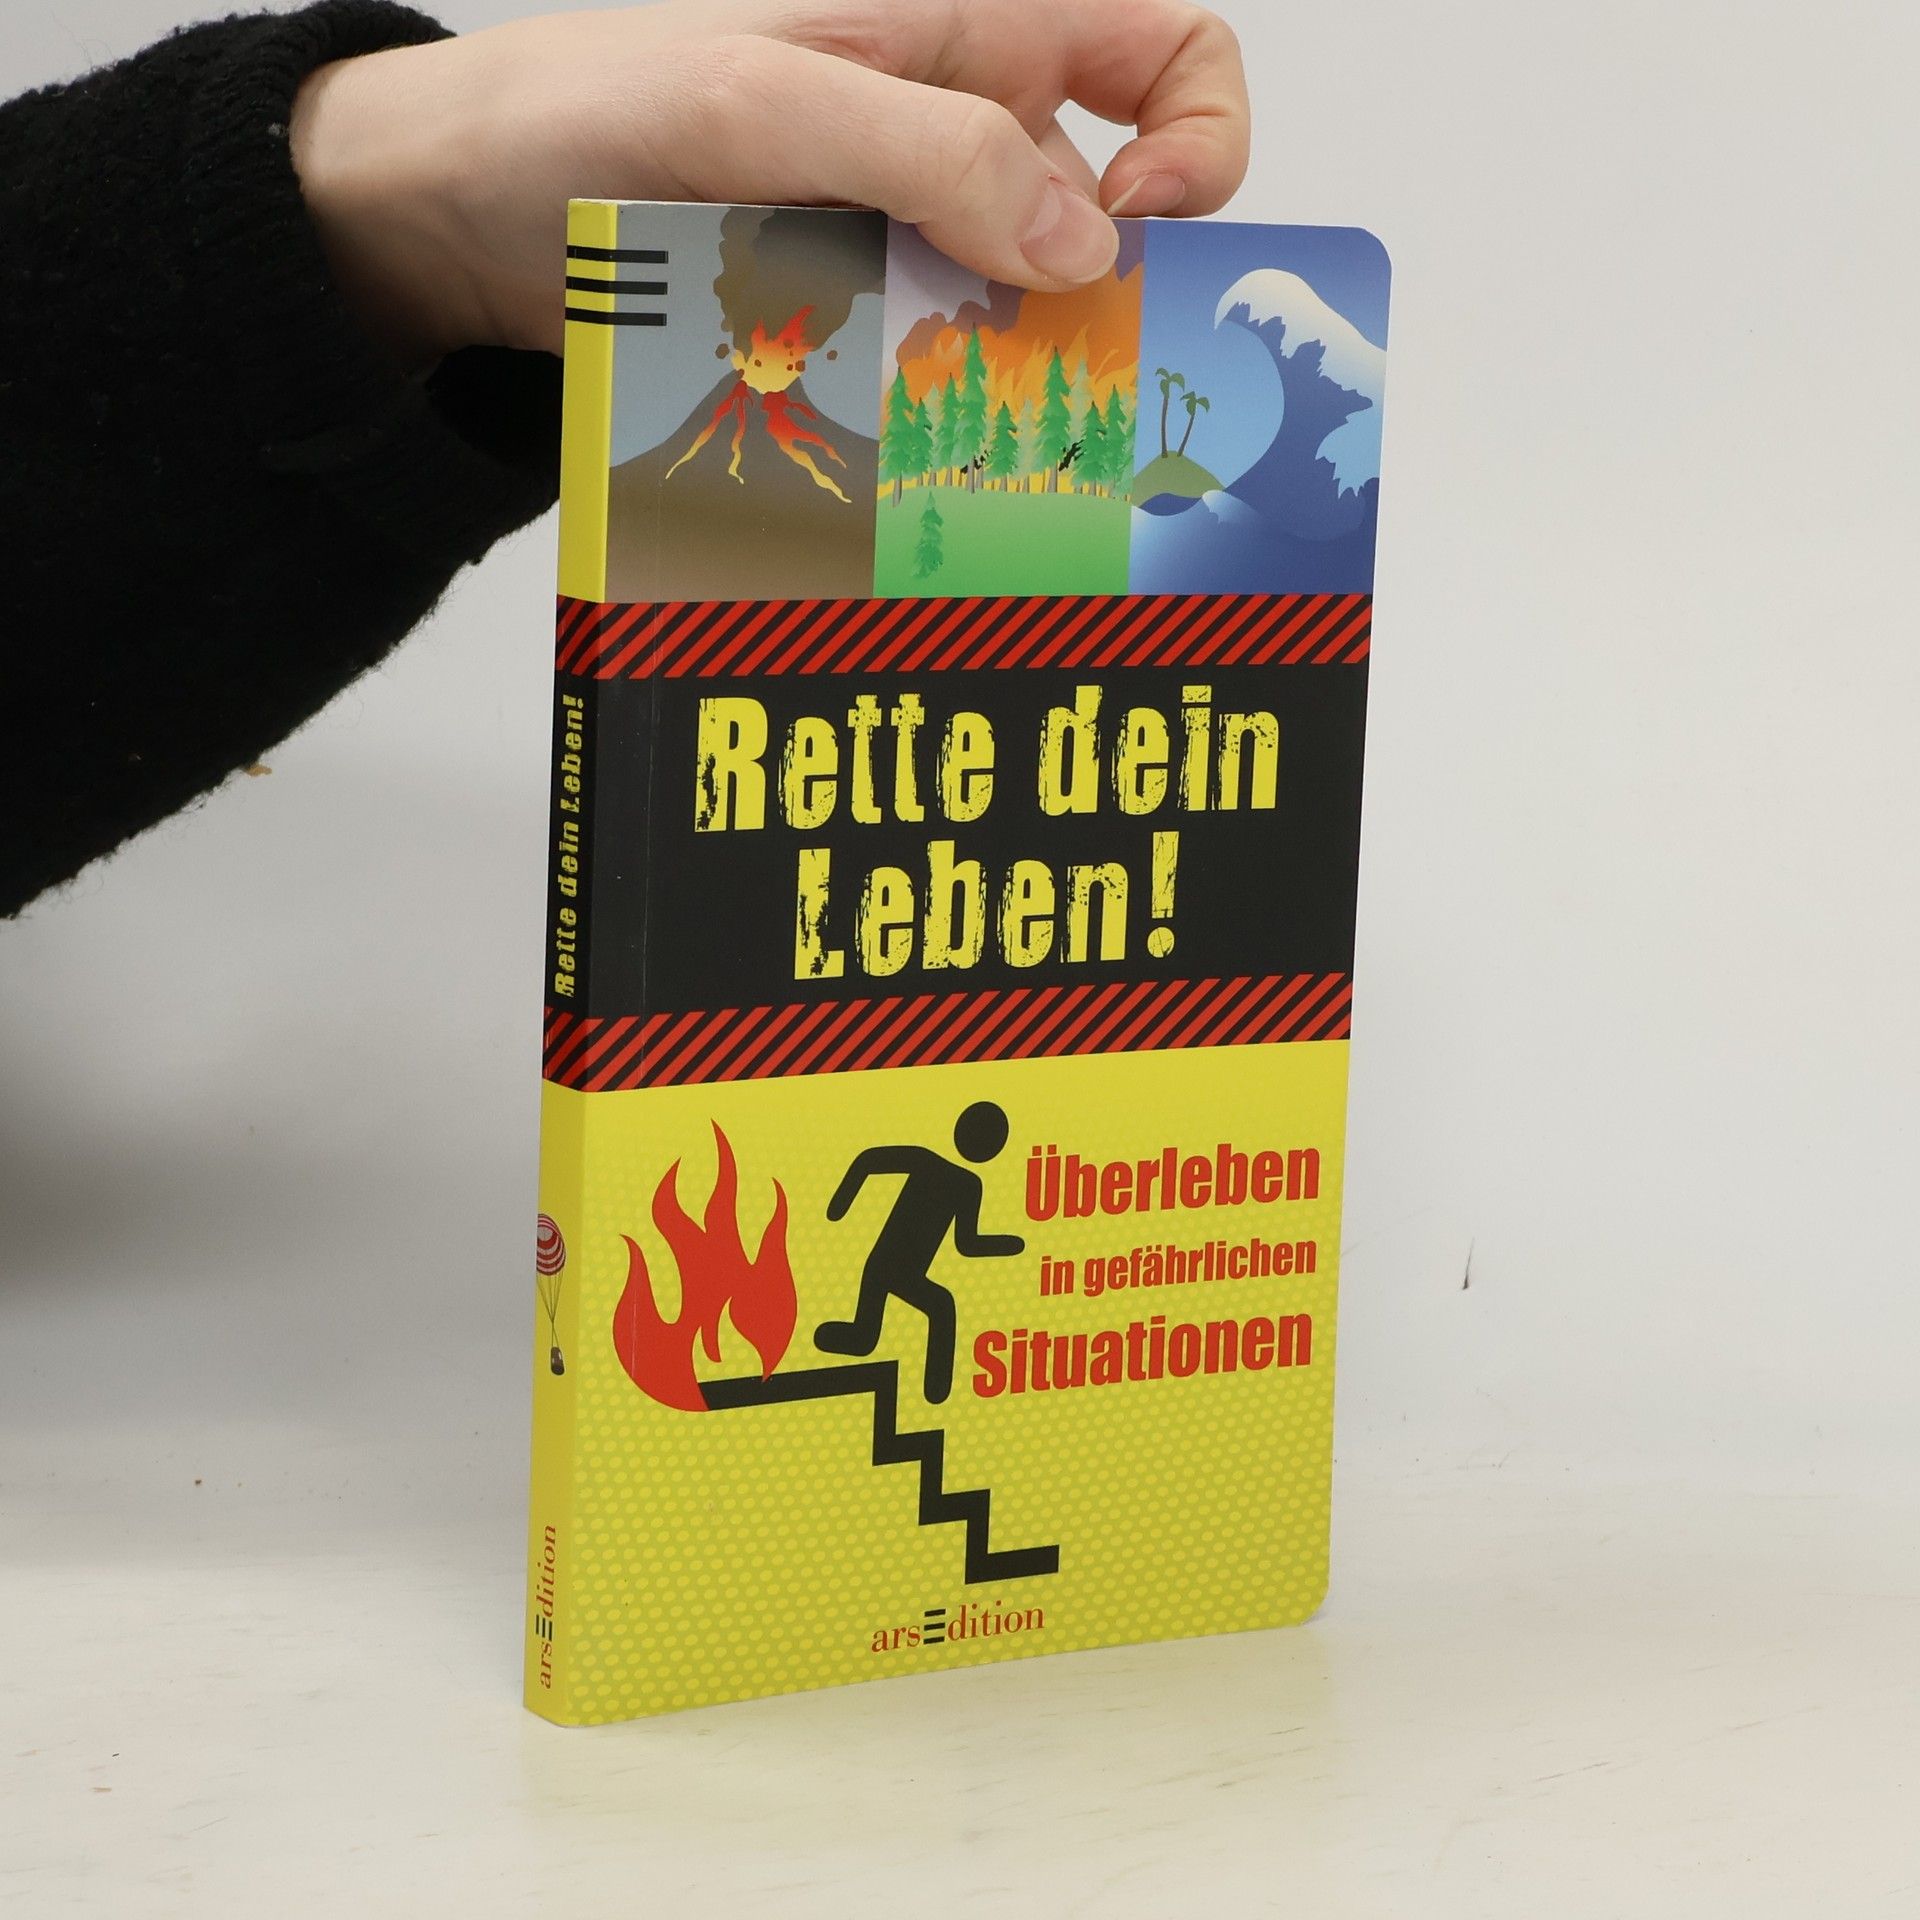 Rette dein
Leben!
Überleben
in gefährlichen
Situationen
arsEdition
Rette dein Leben!
arsEdition